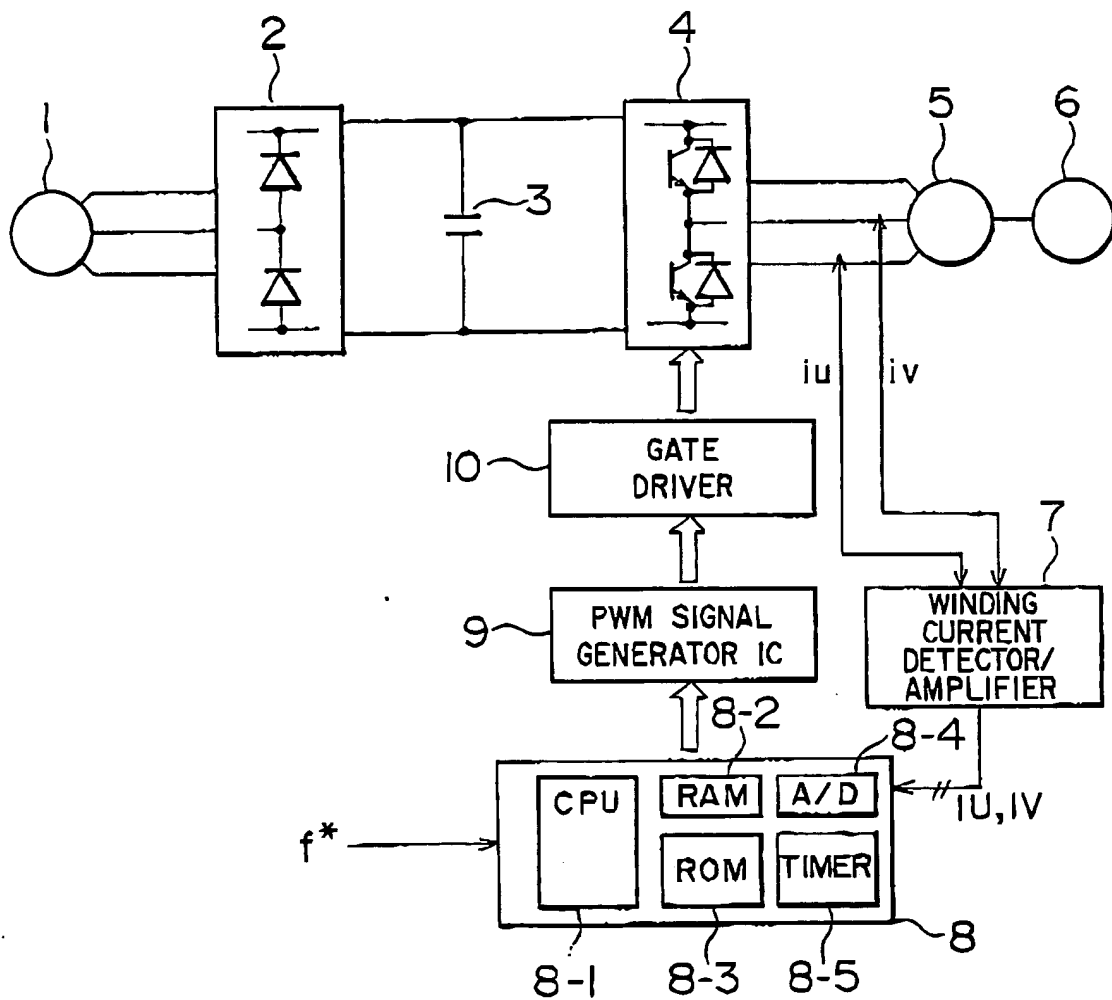 2
4
1
5
6
3
iu
iv
10
GATE
DRIVER
7
9
PWM SIGNAL
GENERATOR IC
WINDING
CURRENT
DETECTOR/
AMPLIFIER
8-2
8-4
CPU
RAM
A/D
IU, IV
f*
ROM
TIMER
8
8-1
8-3
8-5